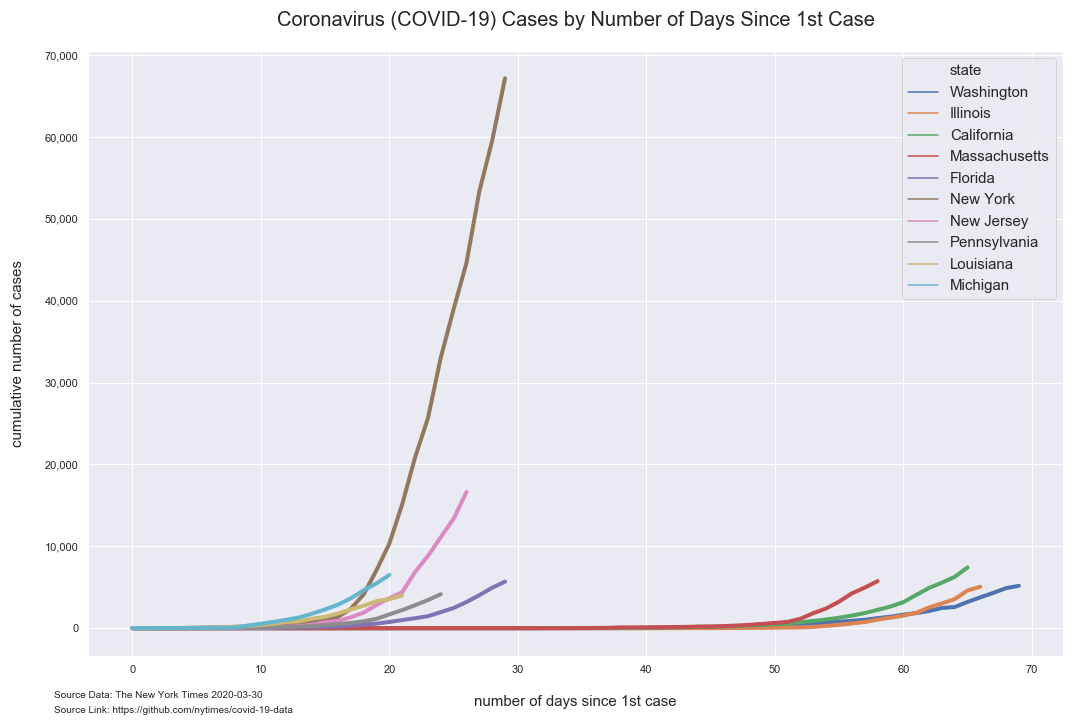 Coronavirus (COVID-19) Cases by Number of Days Since 1st Case
70,000
60,000
50,000
40,000
30,000
20,000
10,000
0
cumulative number of cases
state
Washington
Illinois
California
Massachusetts
Florida
New York
New Jersey
Pennsylvania
Louisiana
Michigan
0 10 20 30 40 50 60 70
number of days since 1st case
Source Data: The New York Times 2020-03-30
Source Link: https://github.com/nytimes/covid-19-data